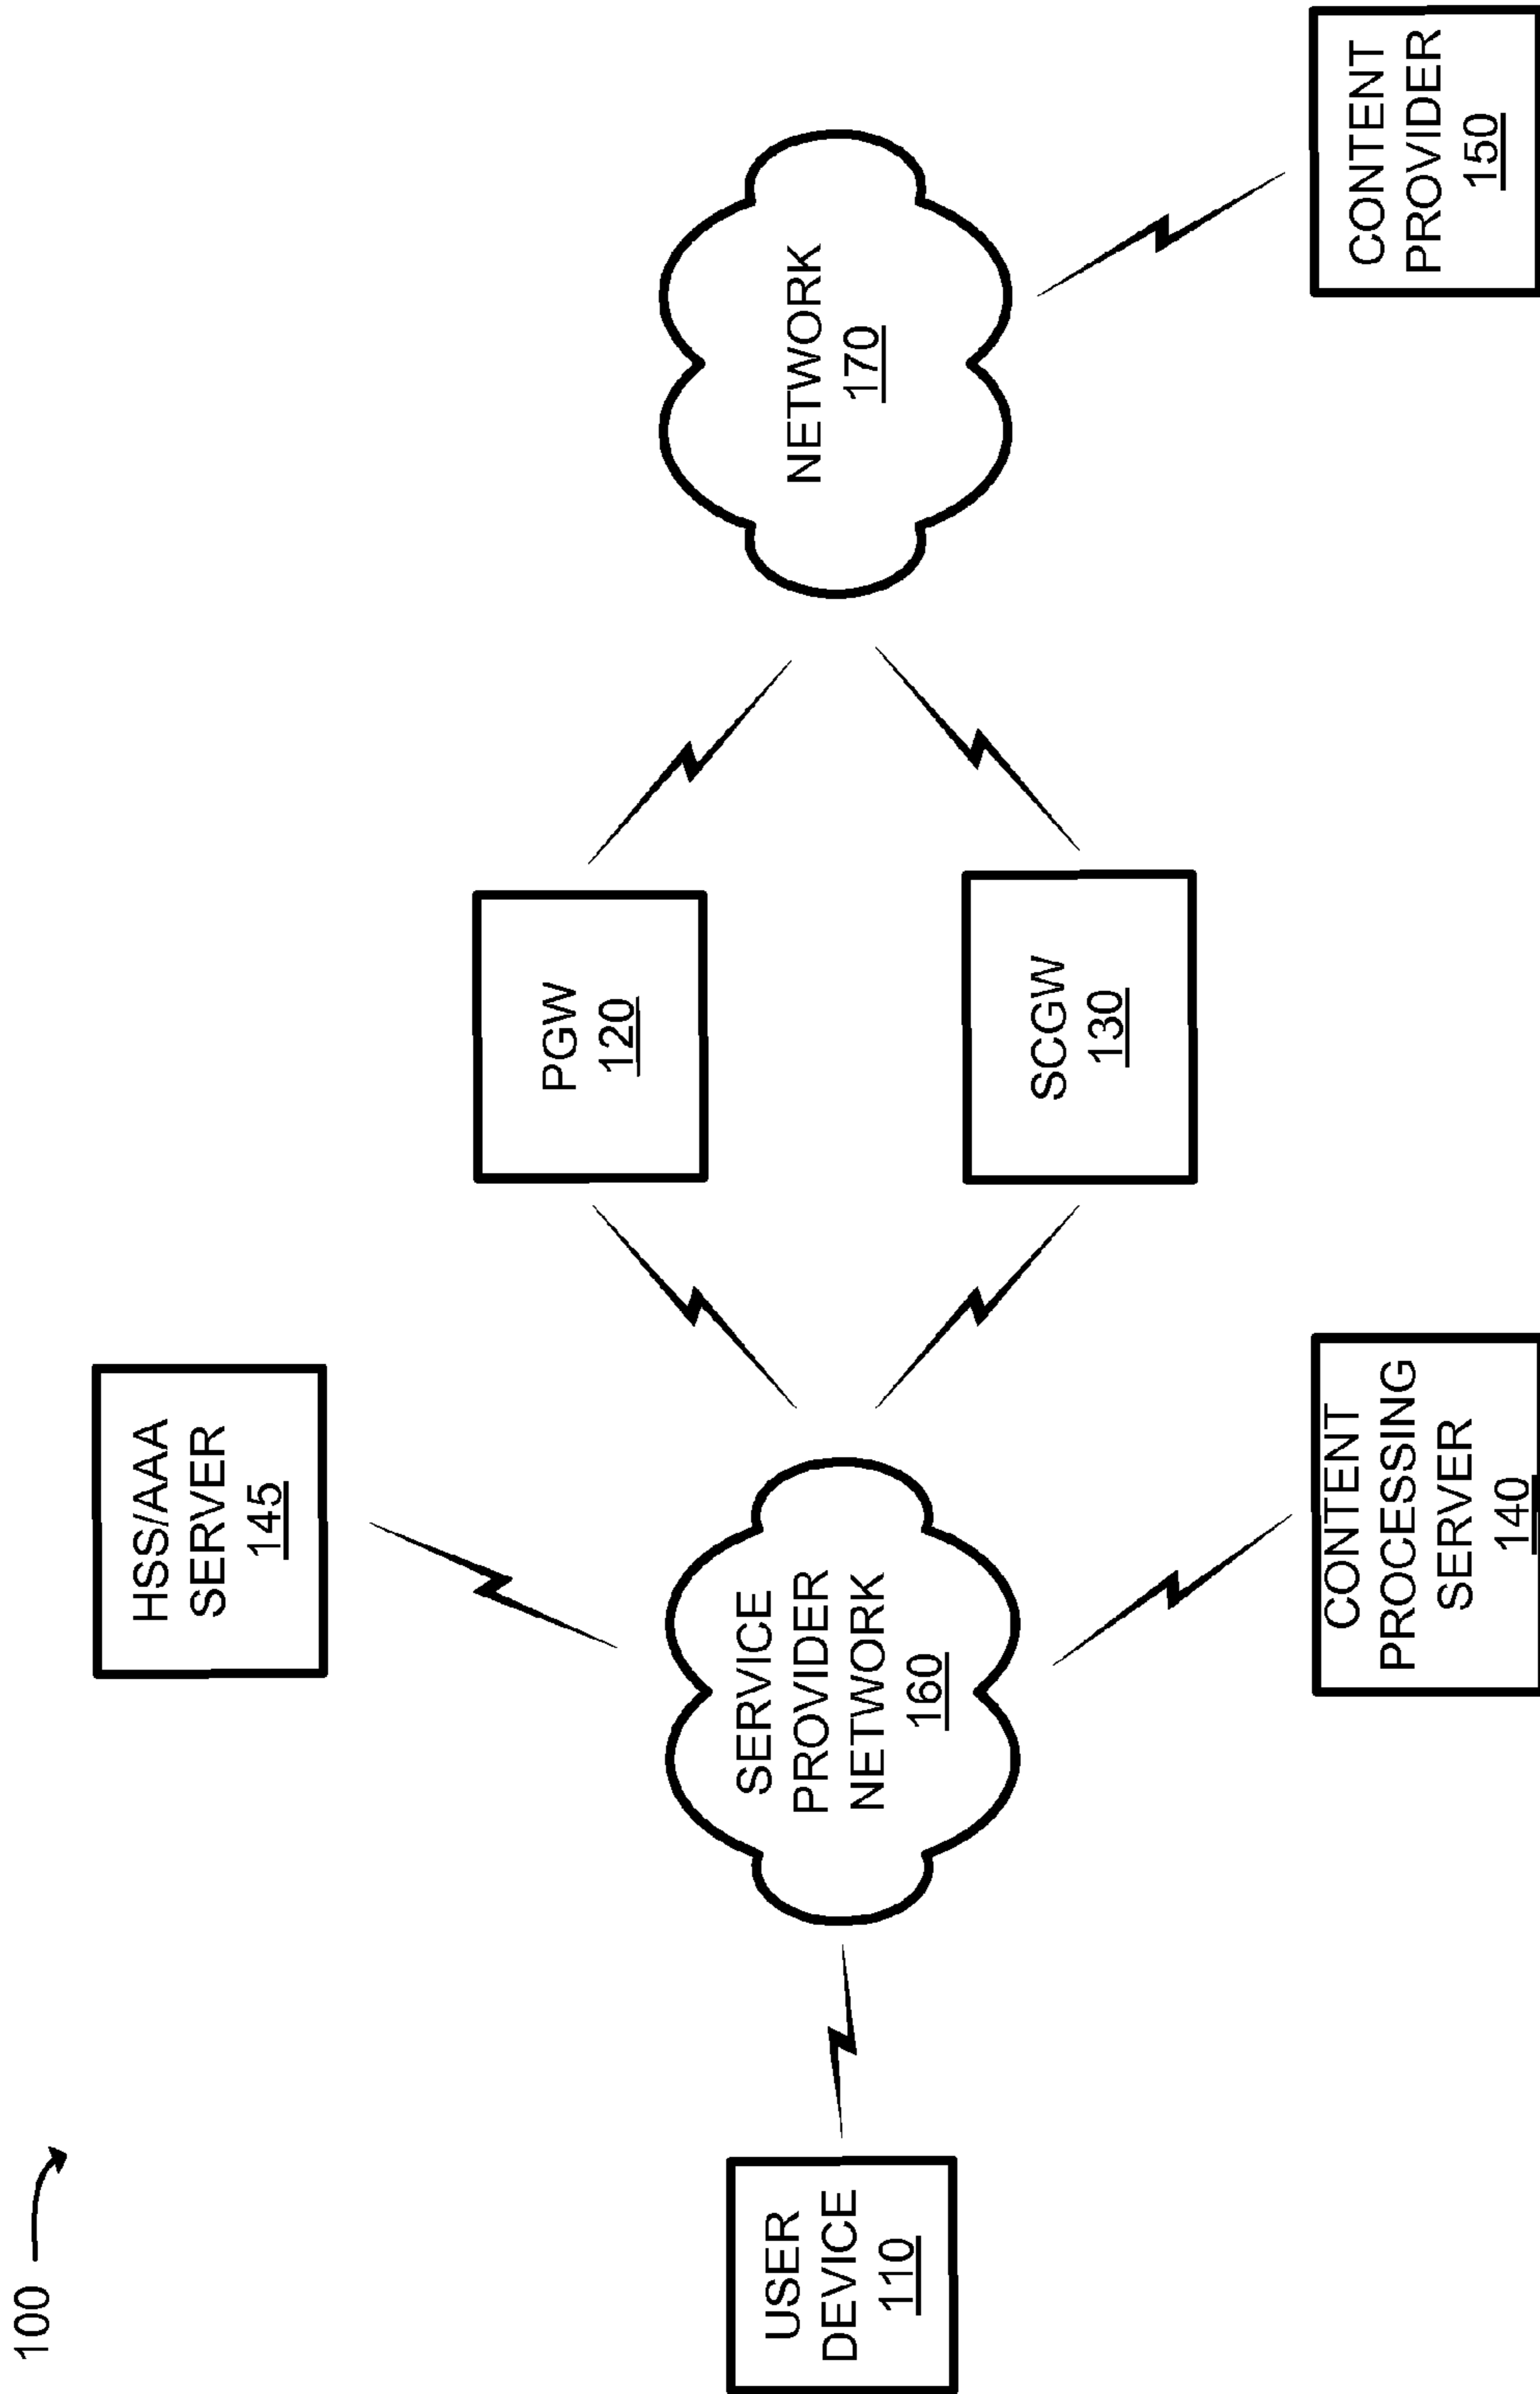 100
HSS/AAA
SERVER
145
PGW
120
USER
DEVICE
110
SERVICE
PROVIDER
NETWORK
160
NETWORK
170
SCGW
130
CONTENT
PROCESSING
SERVER
140
CONTENT
PROVIDER
150